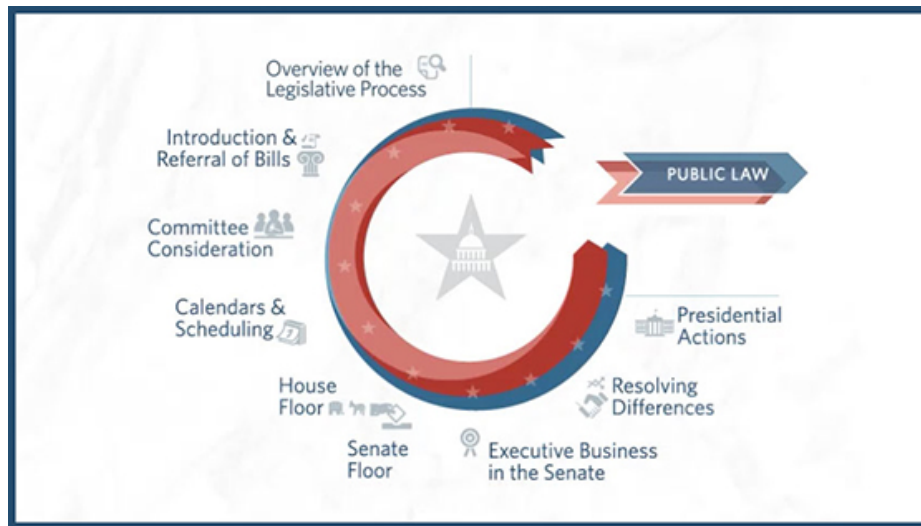 Overview of the
Legislative Process
Introduction &
Referral of Bills
PUBLIC LAW
Committee
Consideration
Calendars &
Scheduling
7
Presidential
Actions
House
Floor
Resolving
Differences
Senate
Floor
Executive Business
in the Senate